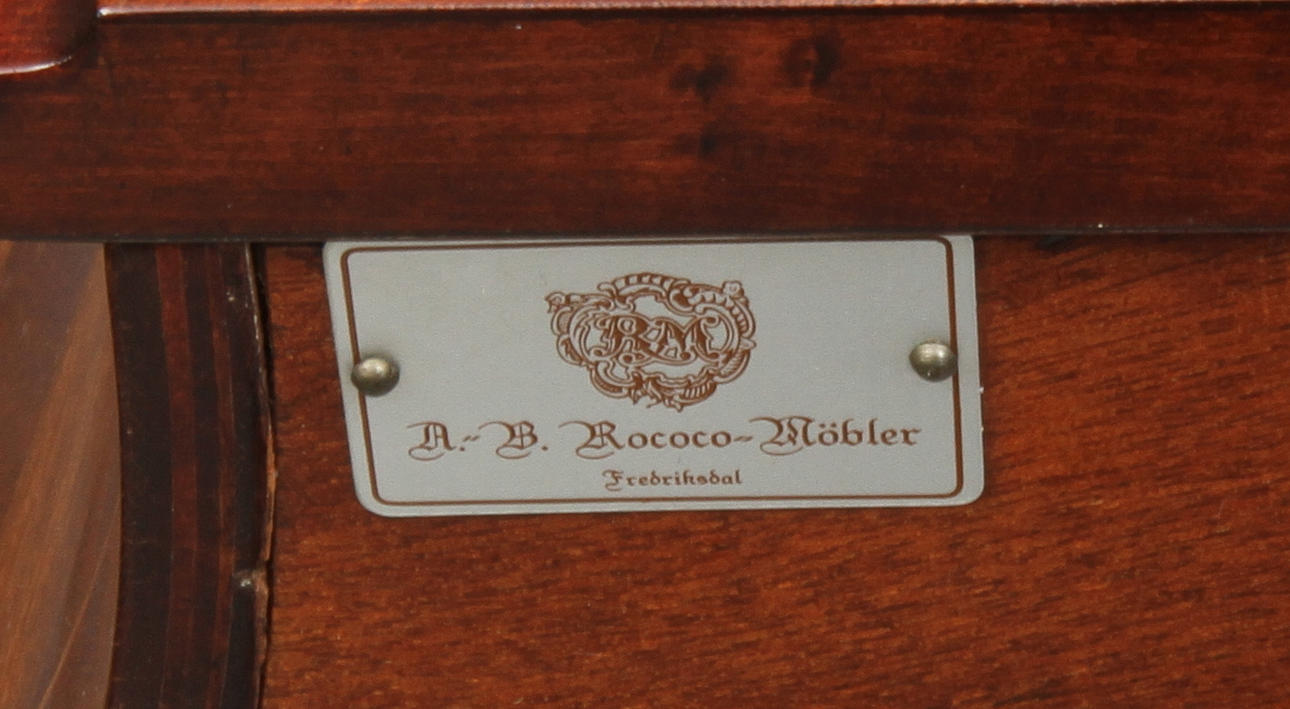 RM
A.-B. Rococo-Möbler
Fredriksdal